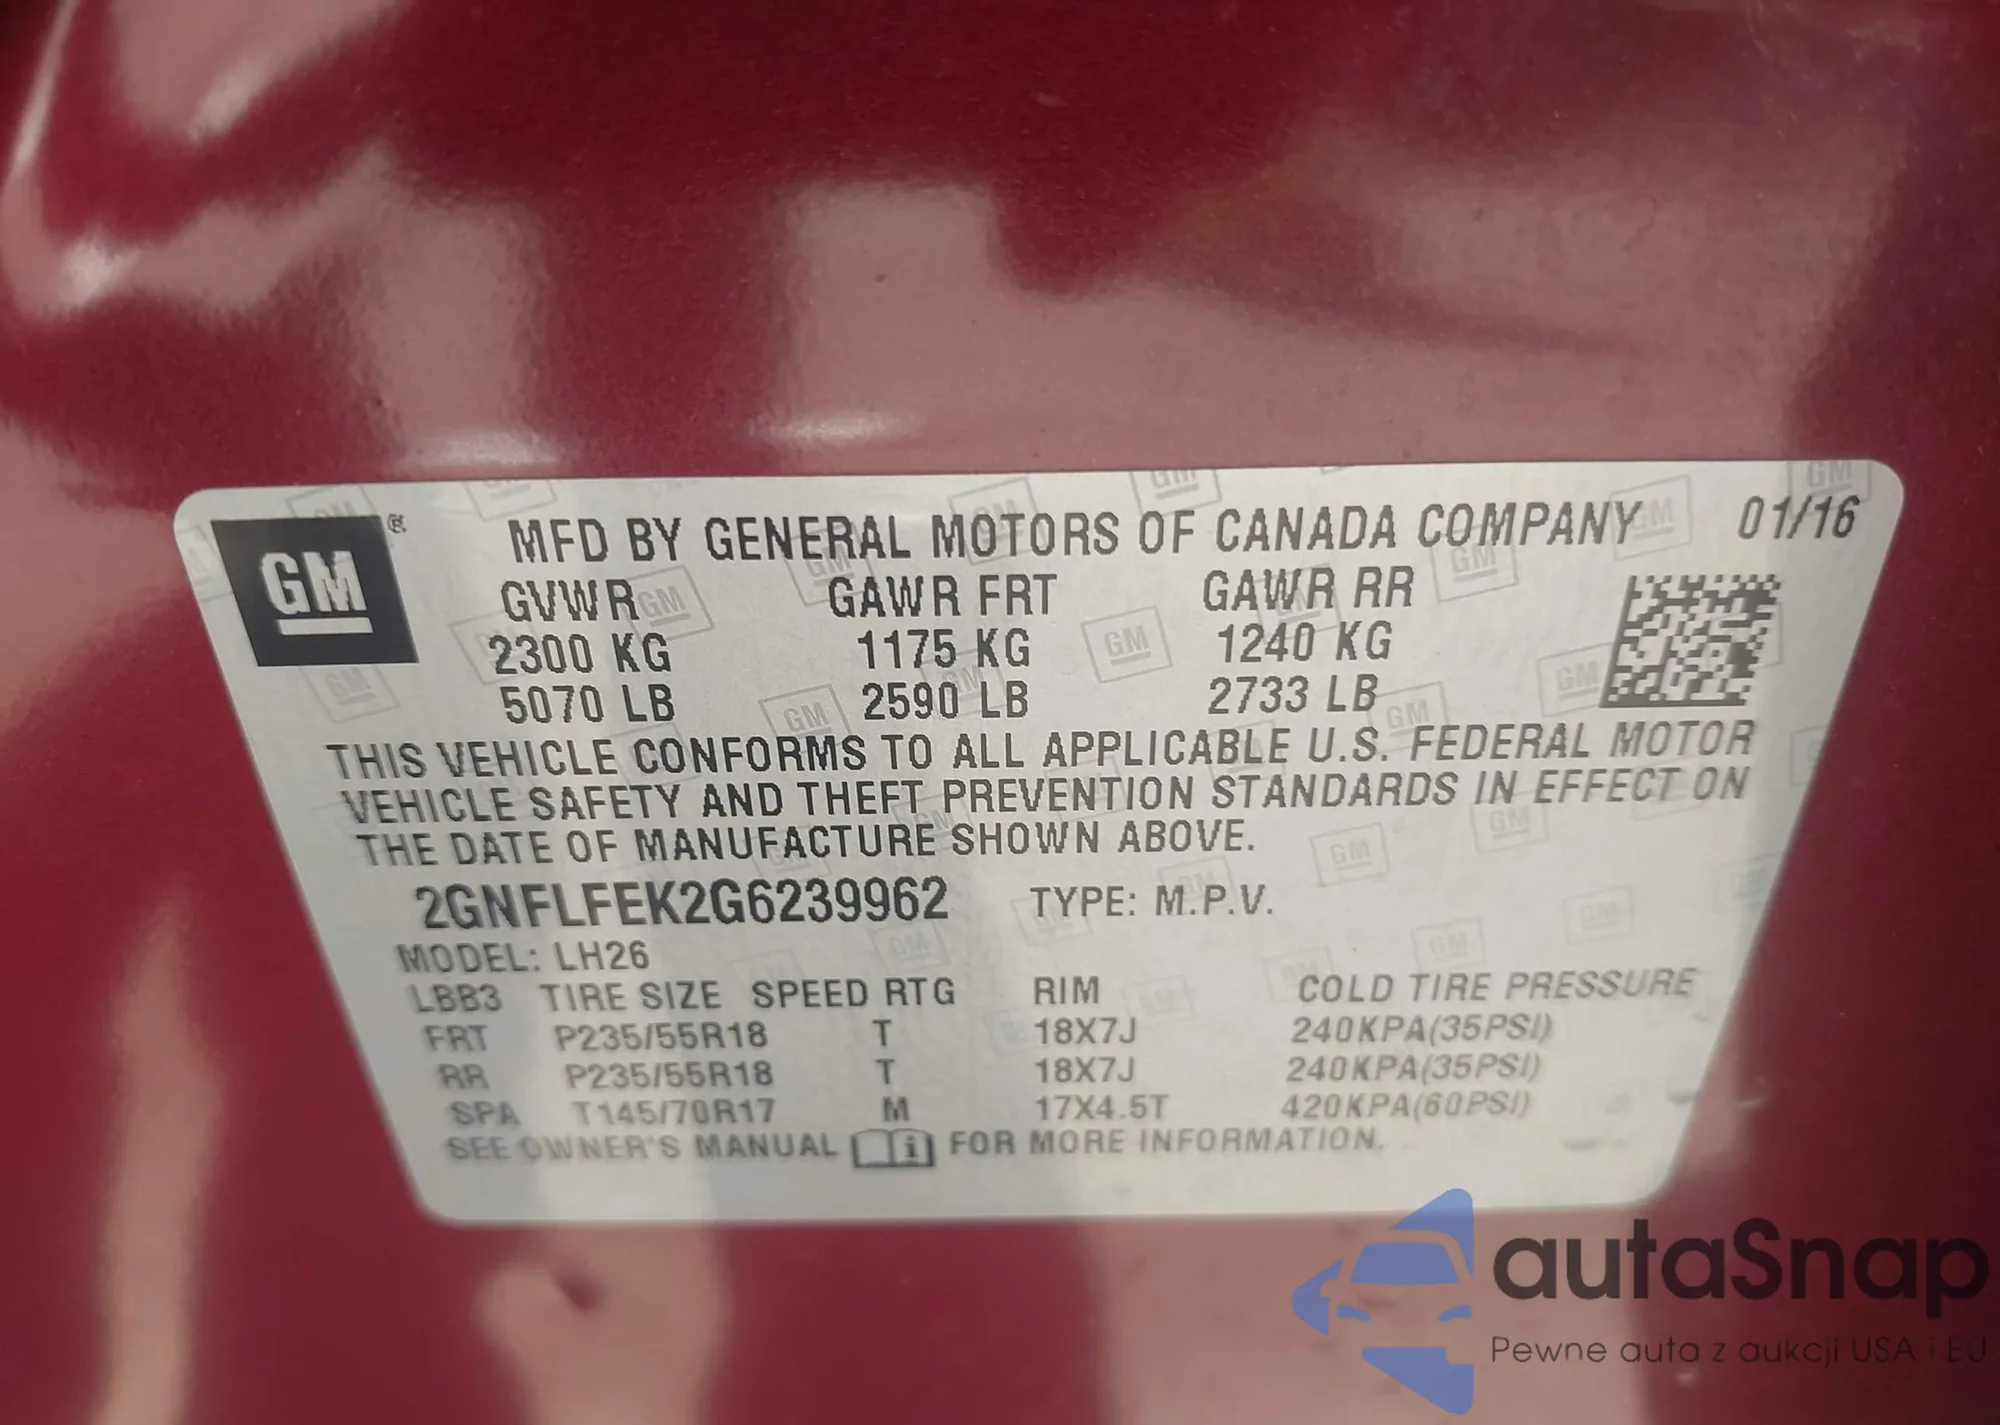 GM ®
MFD BY GENERAL MOTORS OF CANADA COMPANY 01/16
GVWR GAWR FRT GAWR RR
2300 KG 1175 KG 1240 KG
5070 LB 2590 LB 2733 LB
THIS VEHICLE CONFORMS TO ALL APPLICABLE U.S. FEDERAL MOTOR
VEHICLE SAFETY AND THEFT PREVENTION STANDARDS IN EFFECT ON
THE DATE OF MANUFACTURE SHOWN ABOVE.
2GNFLFEK2G6239962 TYPE: M.P.V.
MODEL: LH26
LBB3 TIRE SIZE SPEED RTG RIM COLD TIRE PRESSURE
FRT P235/55R18 T 18X7J 240KPA(35PSI)
RR P235/55R18 T 18X7J 240KPA(35PSI)
SPA T145/70R17 M 17X4.5T 420KPA(60PSI)
SEE OWNER'S MANUAL i FOR MORE INFORMATION.
autaSnap
Pewne auta z aukcji USA i EU